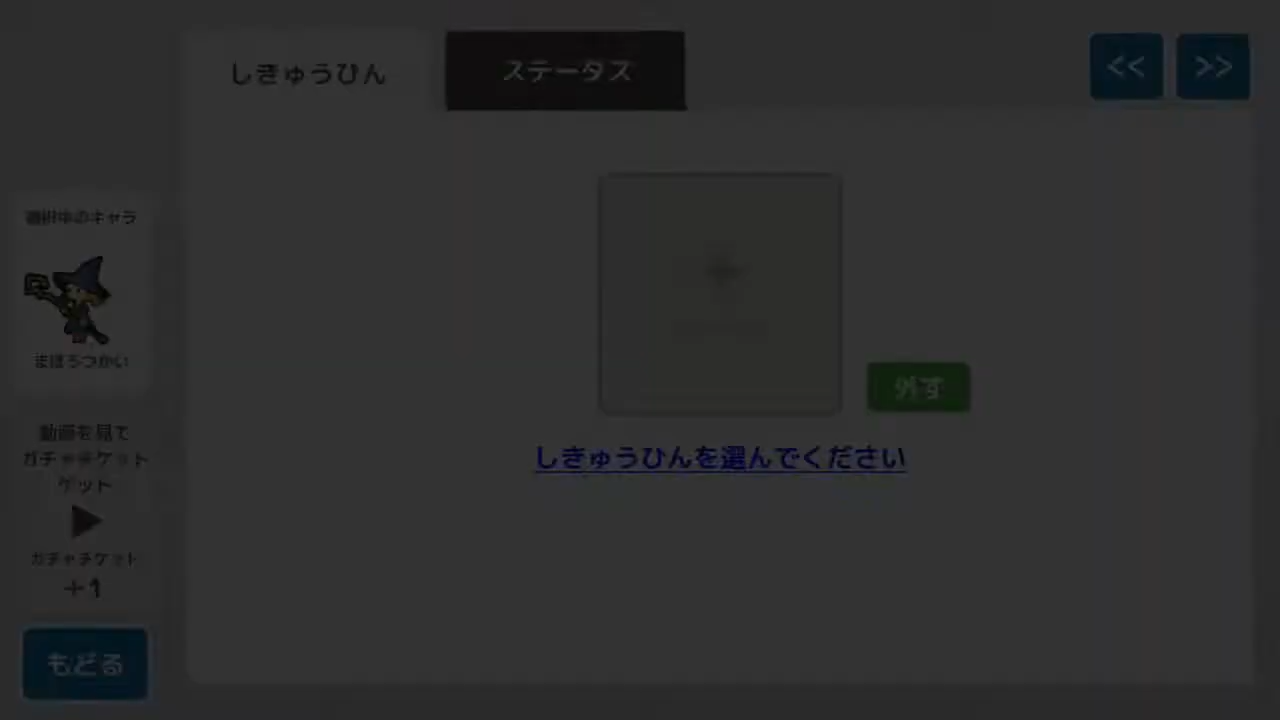 しきゅうひん
ステータス
<<
>>
選択中のキャラ
まほうつかい
動画を見て
ガチャチケット
ゲット
ガチャチケット
+1
もどる
外す
しきゅうひんを選んでください